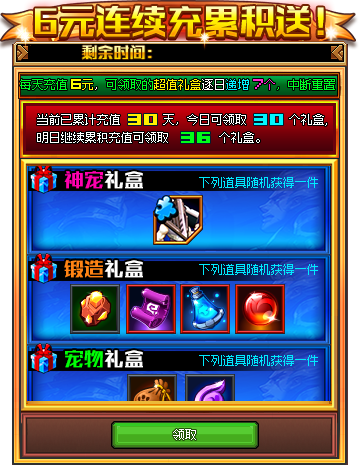 6元连续充累积送!
剩余时间:
每天充值6元,可领取的超值礼盒逐日递增7个,中断重置
当前已累计充值 30 天,今日可领取 30 个礼盒,
明日继续累积充值可领取 36 个礼盒。
神宠礼盒 下列道具随机获得一件
锻造礼盒 下列道具随机获得一件
宠物礼盒 下列道具随机获得一件
领取